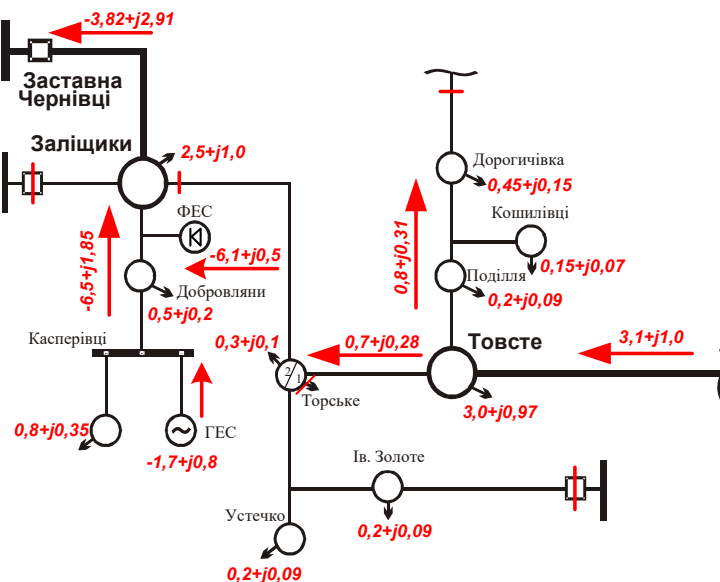 -3,82+j2,91
Заставна
Чернівці
Заліщики
2,5+j1,0
ФЕС
-6,5+j1,85
-6,1+j0,5
Добровляни
0,5+j0,2
Касперівці
0,8+j0,35
ГЕС
-1,7+j0,8
0,3+j0,1
2/1
Торське
0,7+j0,28
Дорогичівка
0,45+j0,15
Кошилівці
0,15+j0,07
0,8+j0,31
Поділля
0,2+j0,09
Товсте
3,1+j1,0
3,0+j0,97
Ів. Золоте
0,2+j0,09
Устечко
0,2+j0,09